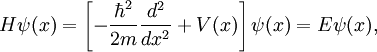 Hψ(x) = [ −ħ²/2m d²/dx² + V(x) ] ψ(x) = Eψ(x),